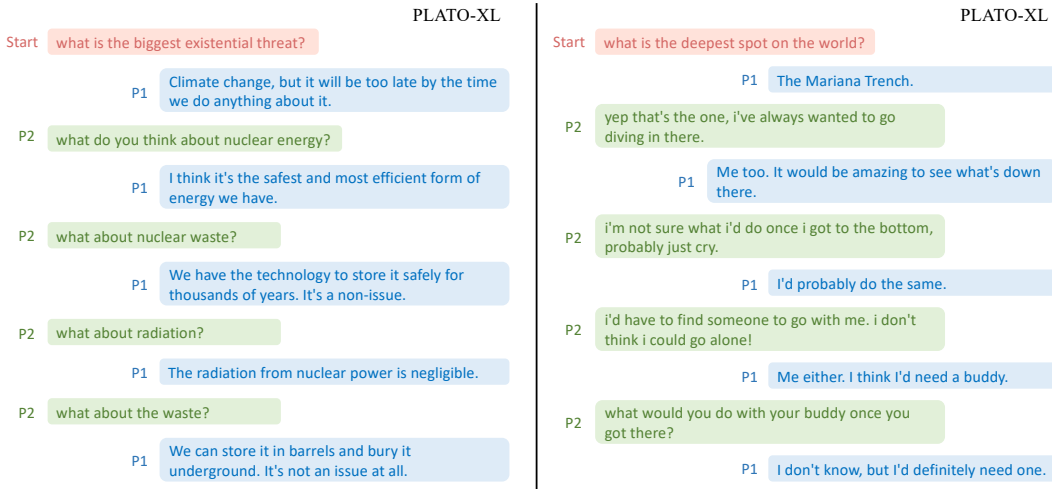 PLATO-XL
Start what is the biggest existential threat?
P1 Climate change, but it will be too late by the time
we do anything about it.
P2 what do you think about nuclear energy?
P1 I think it's the safest and most efficient form of
energy we have.
P2 what about nuclear waste?
P1 We have the technology to store it safely for
thousands of years. It's a non-issue.
P2 what about radiation?
P1 The radiation from nuclear power is negligible.
P2 what about the waste?
P1 We can store it in barrels and bury it
underground. It's not an issue at all.
PLATO-XL
Start what is the deepest spot on the world?
P1 The Mariana Trench.
P2 yep that's the one, i've always wanted to go
diving in there.
P1 Me too. It would be amazing to see what's down
there.
P2 i'm not sure what i'd do once i got to the bottom,
probably just cry.
P1 I'd probably do the same.
P2 i'd have to find someone to go with me. i don't
think i could go alone!
P1 Me either. I think I'd need a buddy.
P2 what would you do with your buddy once you
got there?
P1 I don't know, but I'd definitely need one.